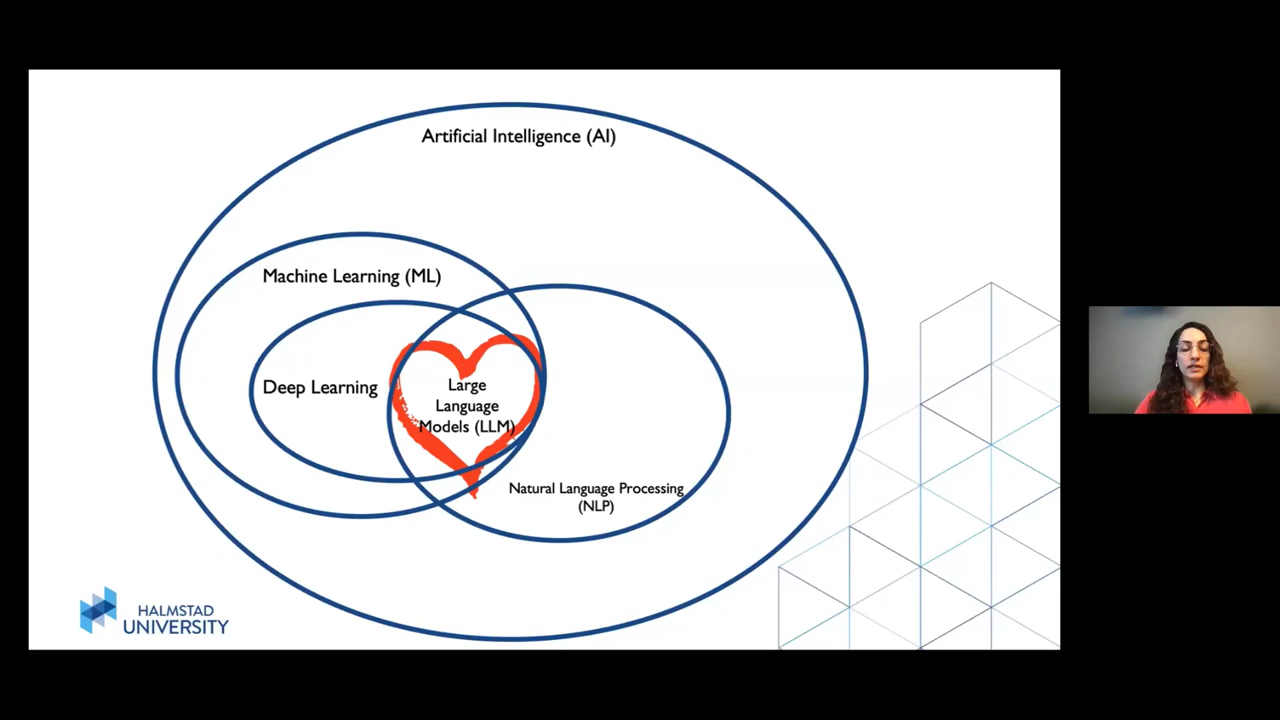 Artificial Intelligence (AI)
Machine Learning (ML)
Deep Learning
Large
Language
Models (LLM)
Natural Language Processing
(NLP)
HALMSTAD
UNIVERSITY